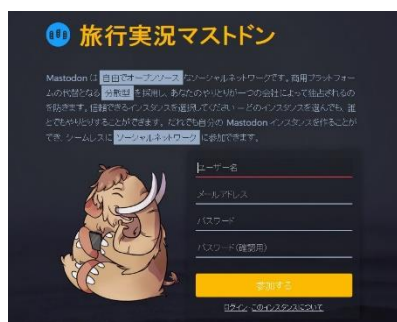 旅行実況マストドン
Mastodon は 自由でオープンソース なソーシャルネットワークです。商用プラットフォー
ムの代替となる 分散型 を採用し、あなたのやりとりが一つの会社によって独占されるの
を防ぎます。信頼できるインスタンスを選択してください — どのインスタンスを選んでも、誰
とでもやりとりすることができます。だれでも自分の Mastodon インスタンスを作ることが
でき、シームレスに ソーシャルネットワーク に参加できます。
ユーザー名
メールアドレス
パスワード
パスワード(確認用)
参加する
ログイン · このインスタンスについて